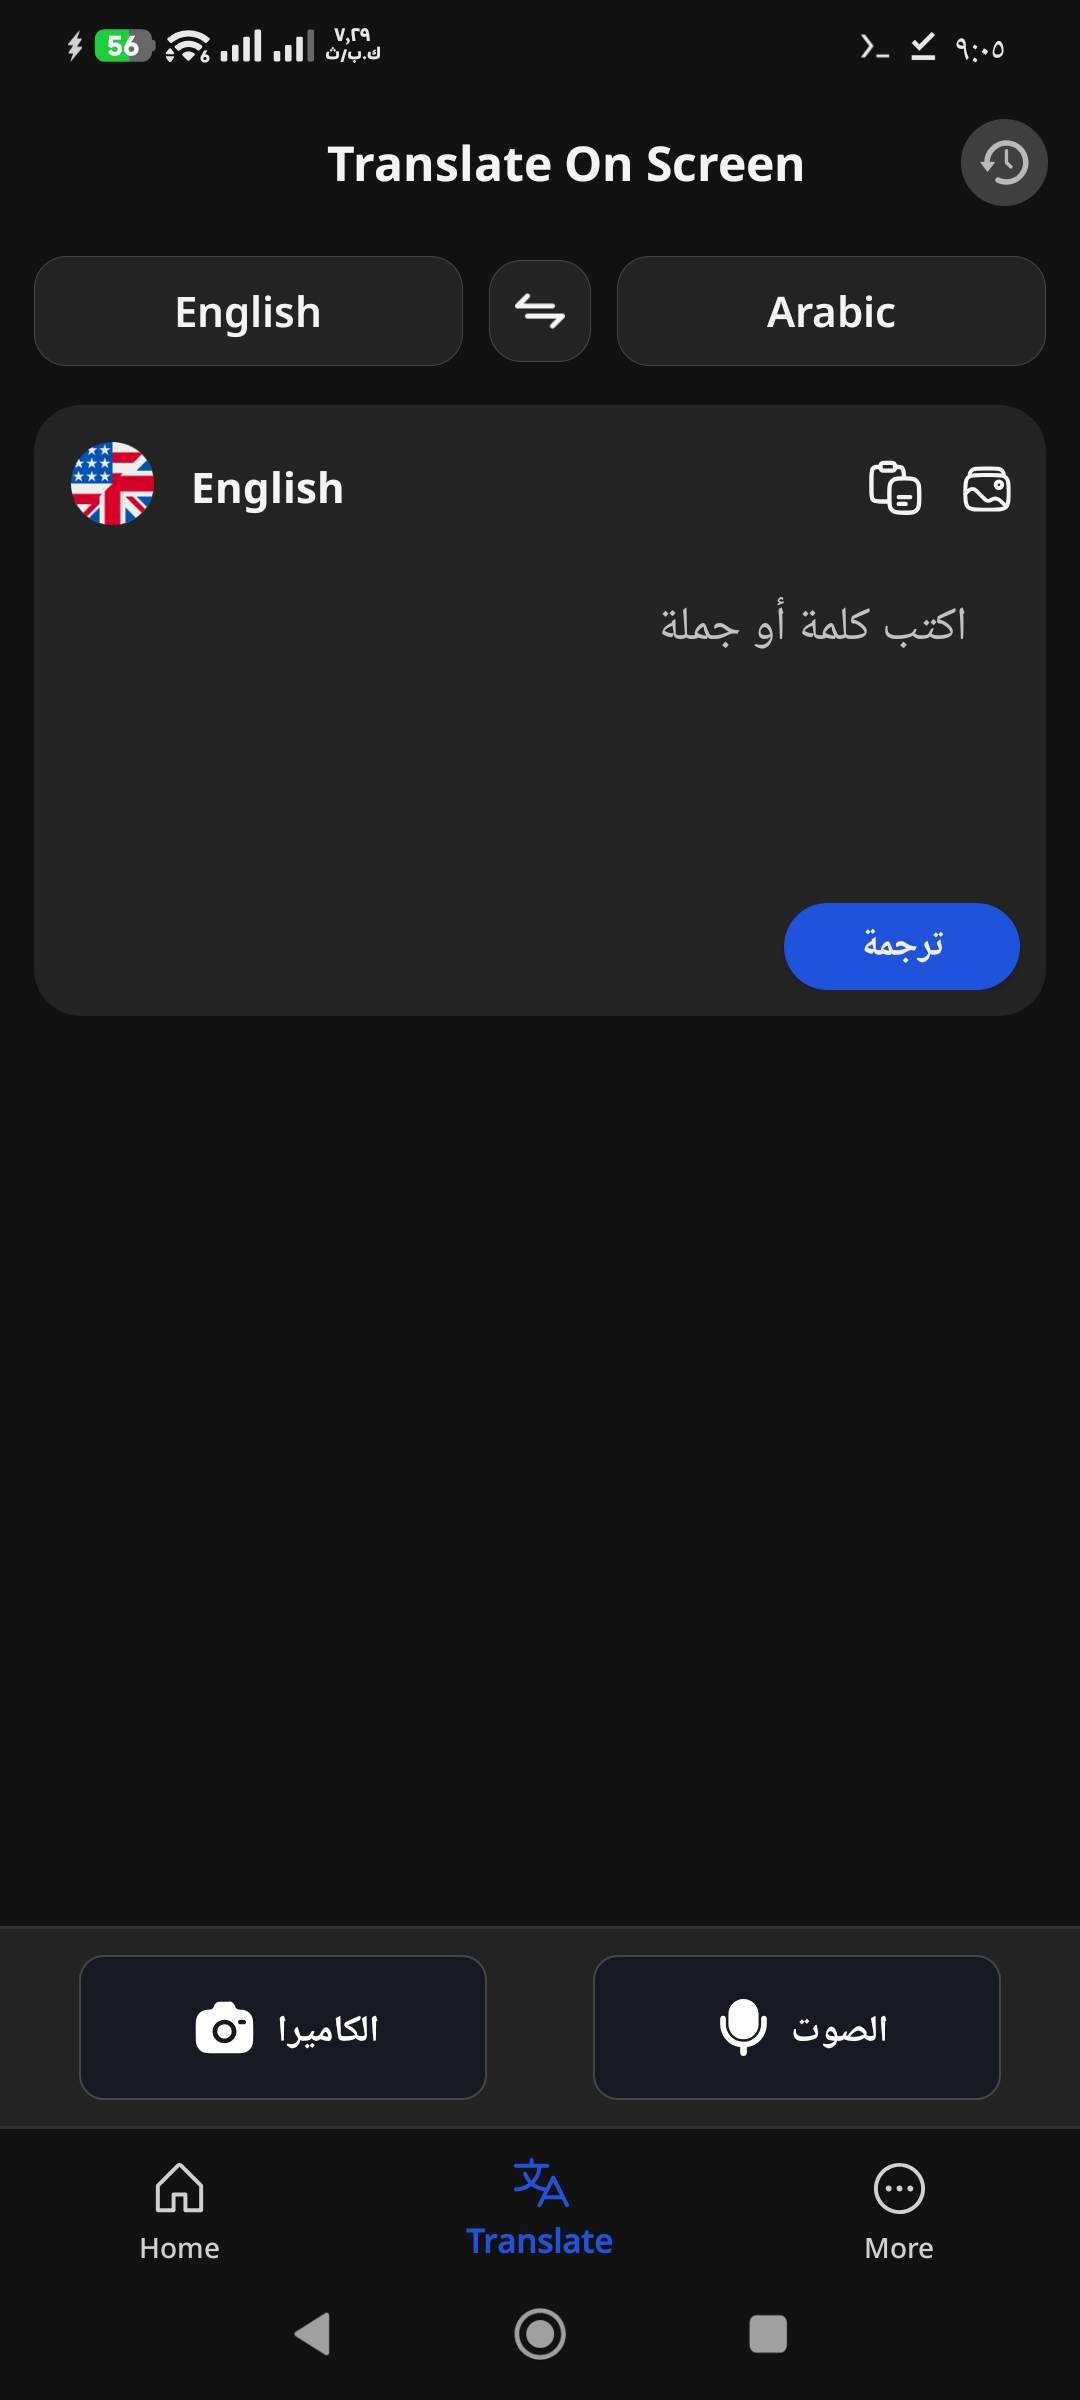 56 6 ٧,٢٩ ك.ب/ث ٩:٠٥
Translate On Screen
English Arabic
English
اكتب كلمة أو جملة
ترجمة
الكاميرا الصوت
Home Translate More